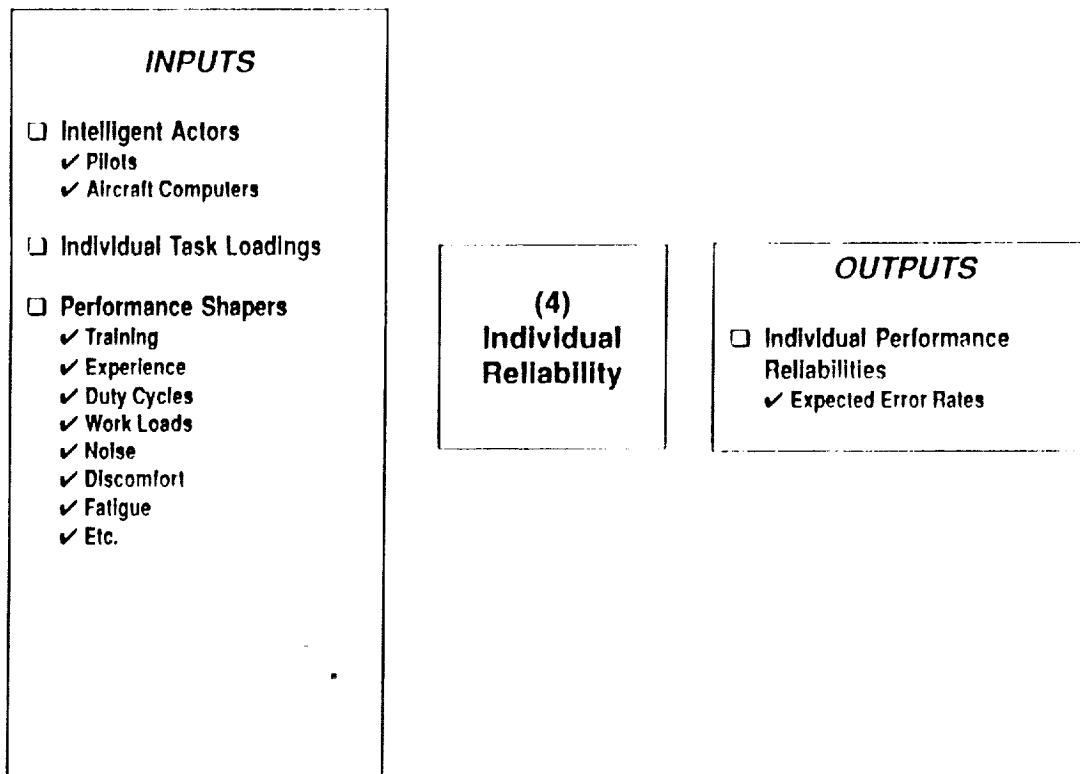 INPUTS
❑ Intelligent Actors
✔ Pilots
✔ Aircraft Computers
❑ Individual Task Loadings
❑ Performance Shapers
✔ Training
✔ Experience
✔ Duty Cycles
✔ Work Loads
✔ Noise
✔ Discomfort
✔ Fatigue
✔ Etc.
(4)
Individual
Reliability
OUTPUTS
❑ Individual Performance
Reliabilities
✔ Expected Error Rates